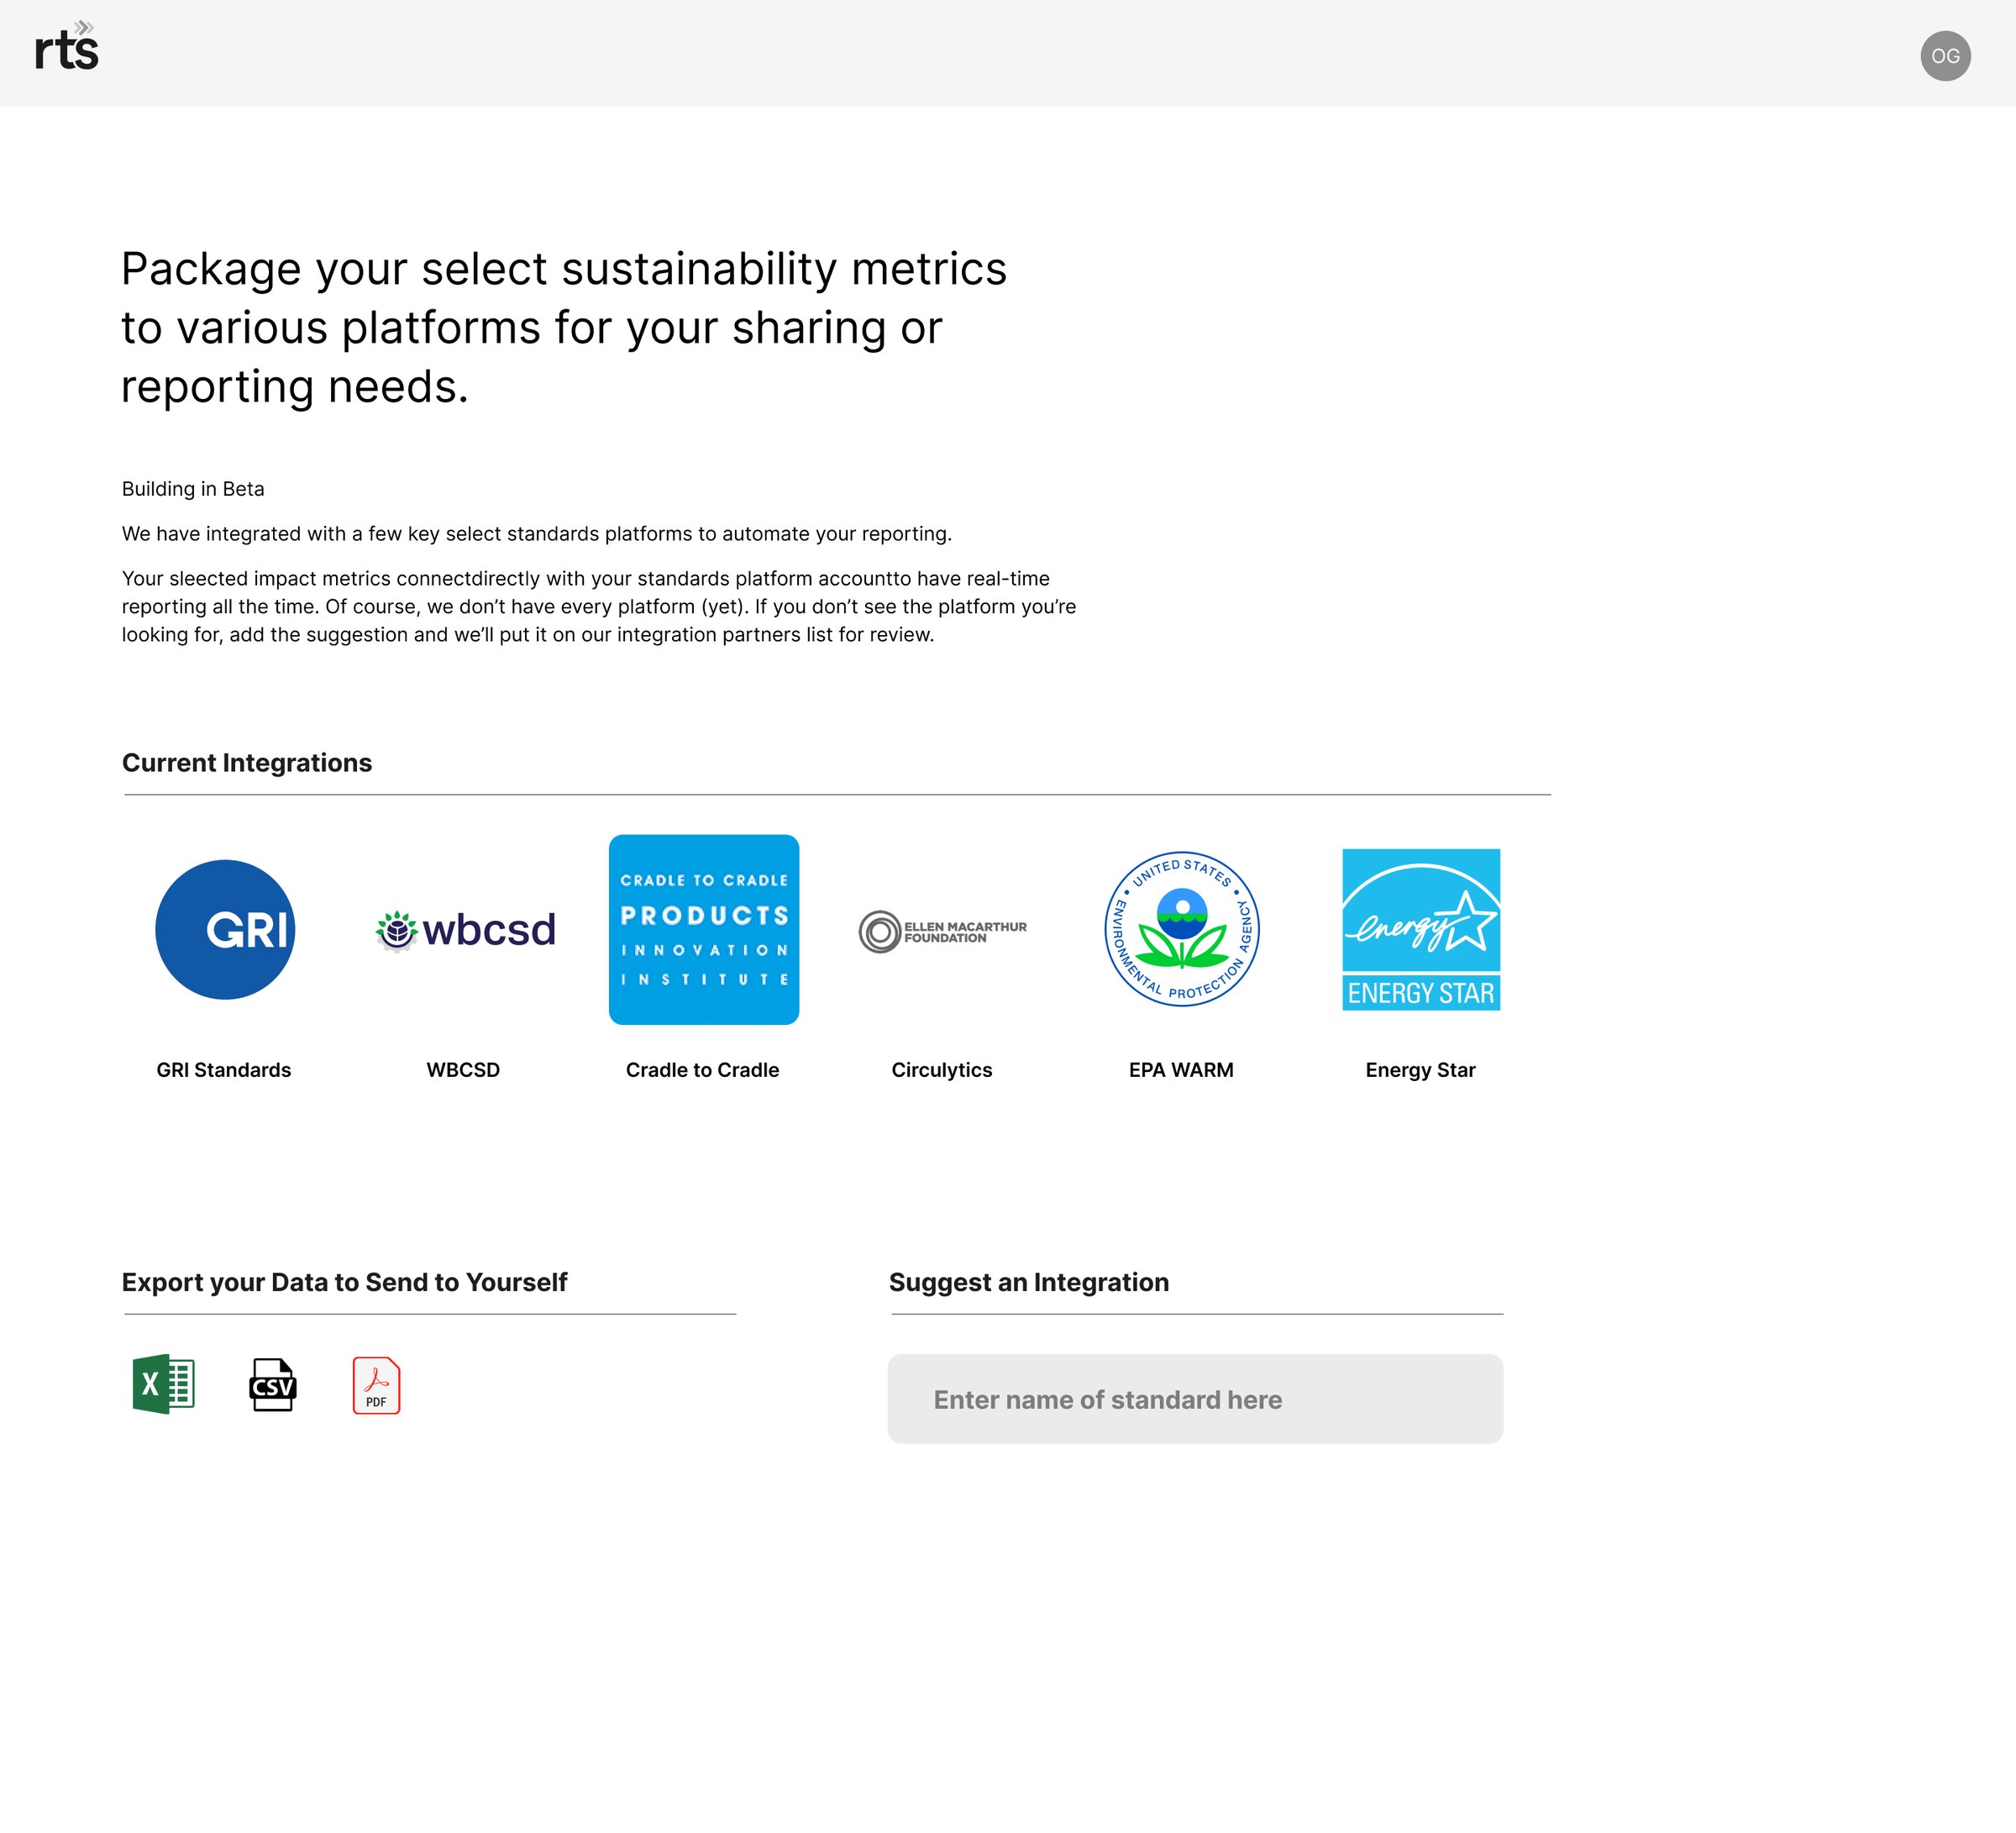 rts
OG
Package your select sustainability metrics
to various platforms for your sharing or
reporting needs.
Building in Beta
We have integrated with a few key select standards platforms to automate your reporting.
Your sleected impact metrics connectdirectly with your standards platform accountto have real-time
reporting all the time. Of course, we don’t have every platform (yet). If you don’t see the platform you’re
looking for, add the suggestion and we’ll put it on our integration partners list for review.
Current Integrations
GRI
wbcsd
CRADLE TO CRADLE
PRODUCTS
INNOVATION
INSTITUTE
ELLEN MACARTHUR
FOUNDATION
UNITED STATES
ENVIRONMENTAL PROTECTION AGENCY
energy
ENERGY STAR
GRI Standards
WBCSD
Cradle to Cradle
Circulytics
EPA WARM
Energy Star
Export your Data to Send to Yourself
X
CSV
PDF
Suggest an Integration
Enter name of standard here